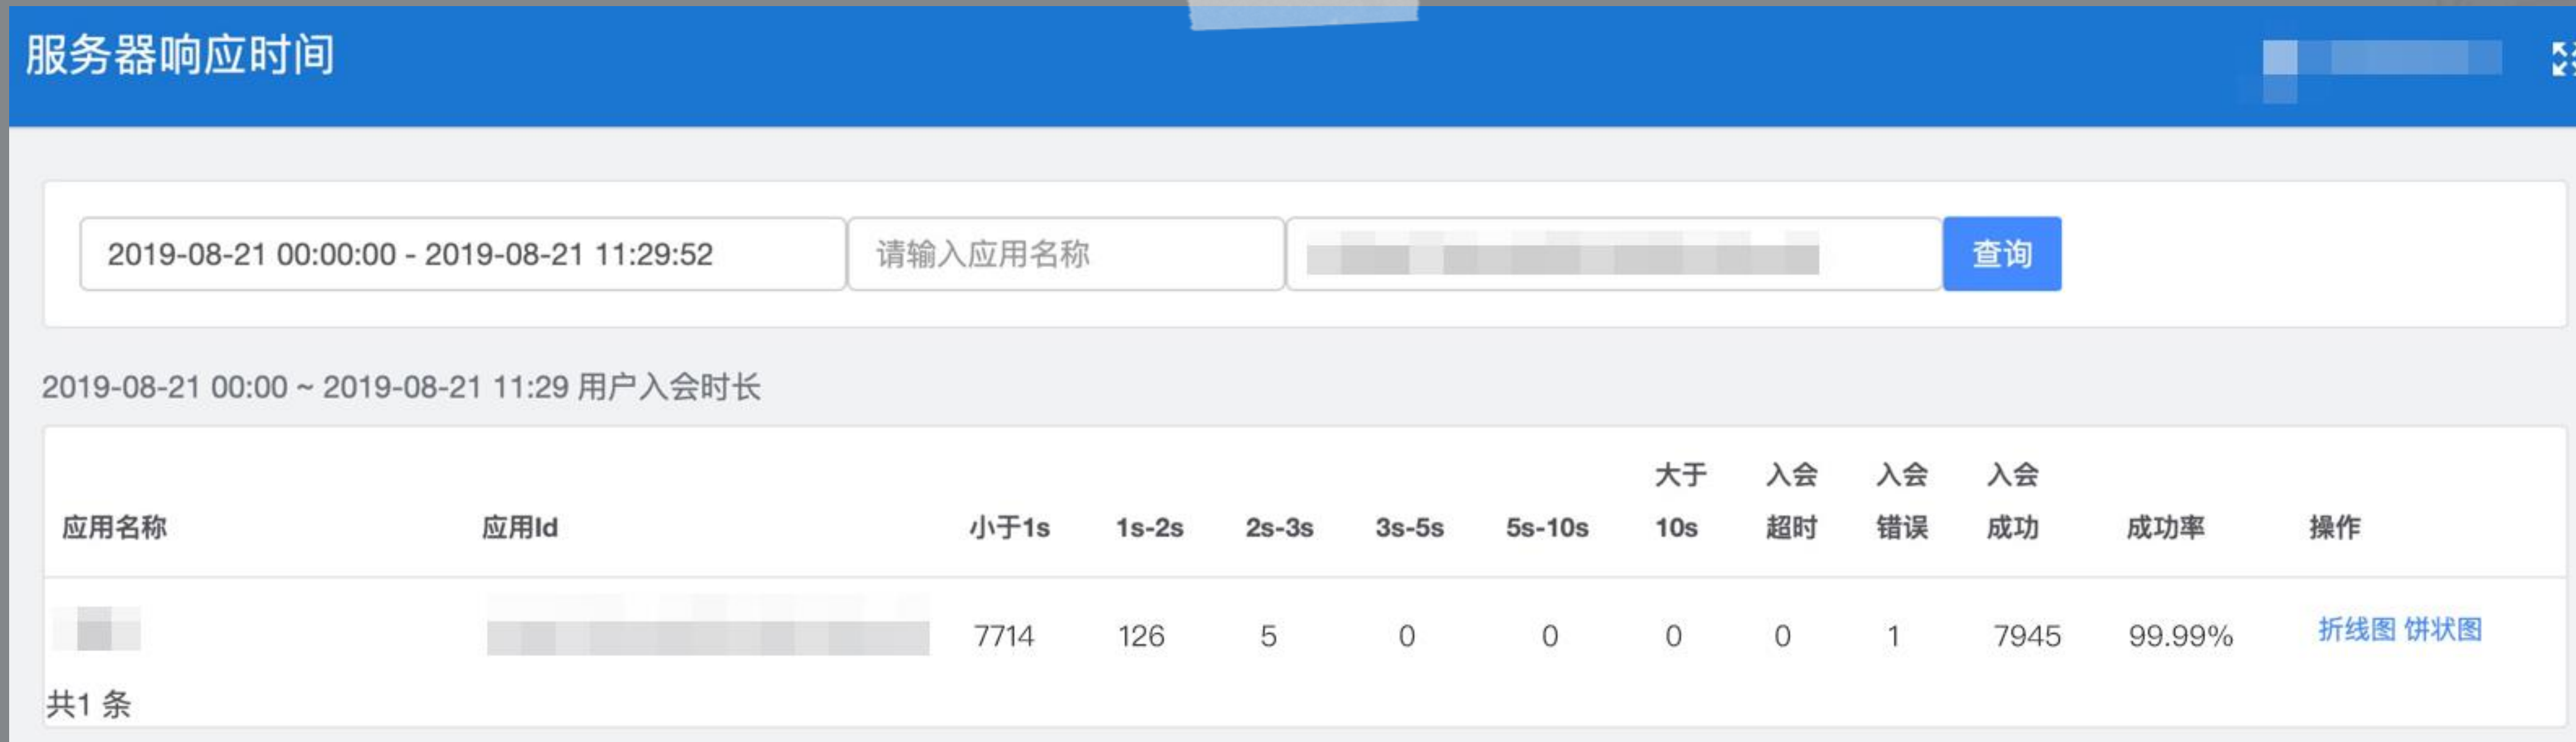 服务器响应时间
2019-08-21 00:00:00 - 2019-08-21 11:29:52 请输入应用名称 查询
2019-08-21 00:00 ~ 2019-08-21 11:29 用户入会时长
应用名称 应用Id 小于1s 1s-2s 2s-3s 3s-5s 5s-10s 大于10s 入会超时 入会错误 入会成功 成功率 操作
7714 126 5 0 0 0 0 1 7945 99.99% 折线图 饼状图
共1 条